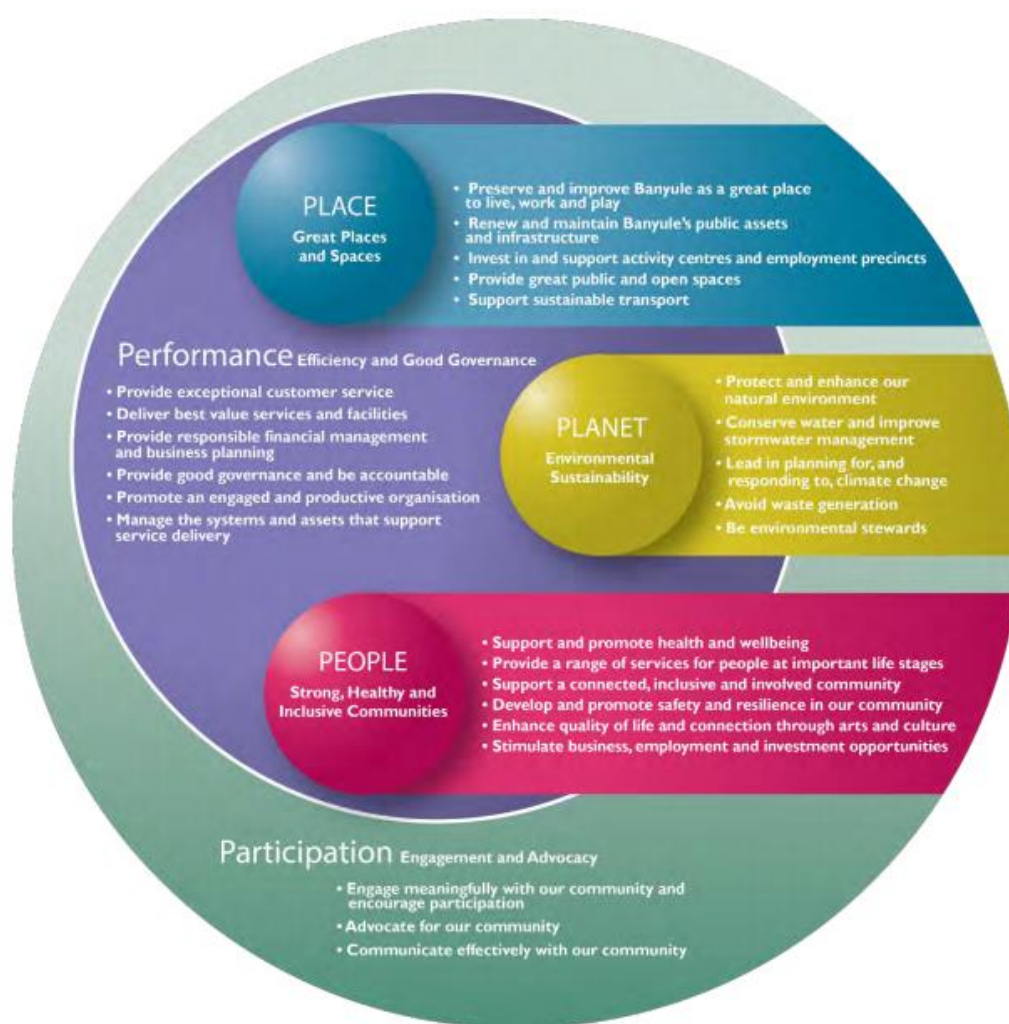 PLACE
Great Places
and Spaces
• Preserve and improve Banyule as a great place
to live, work and play
• Renew and maintain Banyule's public assets
and infrastructure
• Invest in and support activity centres and employment precincts
• Provide great public and open spaces
• Support sustainable transport
Performance Efficiency and Good Governance
• Provide exceptional customer service
• Deliver best value services and facilities
• Provide responsible financial management
and business planning
• Provide good governance and be accountable
• Promote an engaged and productive organisation
• Manage the systems and assets that support
service delivery
PLANET
Environmental
Sustainability
• Protect and enhance our
natural environment
• Conserve water and improve
stormwater management
• Lead in planning for, and
responding to, climate change
• Avoid waste generation
• Be environmental stewards
PEOPLE
Strong, Healthy and
Inclusive Communities
• Support and promote health and wellbeing
• Provide a range of services for people at important life stages
• Support a connected, inclusive and involved community
• Develop and promote safety and resilience in our community
• Enhance quality of life and connection through arts and culture
• Stimulate business, employment and investment opportunities
Participation Engagement and Advocacy
• Engage meaningfully with our community and
encourage participation
• Advocate for our community
• Communicate effectively with our community